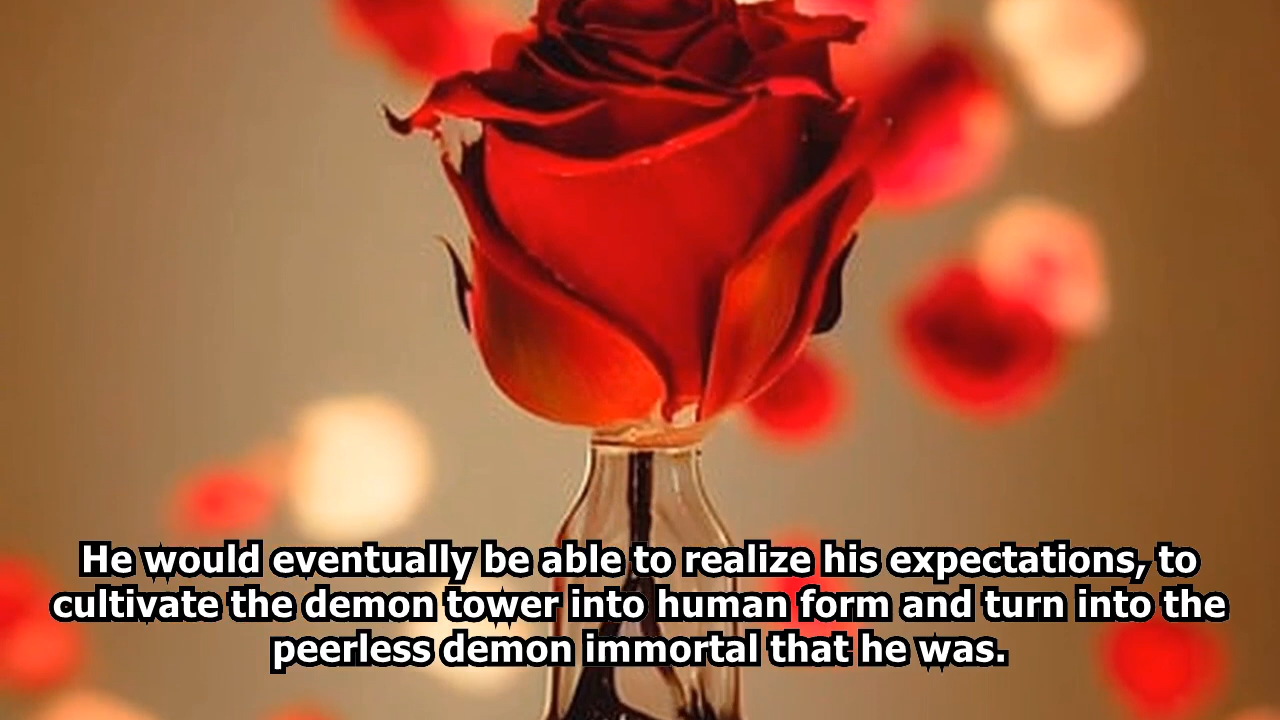 He would eventually be able to realize his expectations, to
cultivate the demon tower into human form and turn into the
peerless demon immortal that he was.